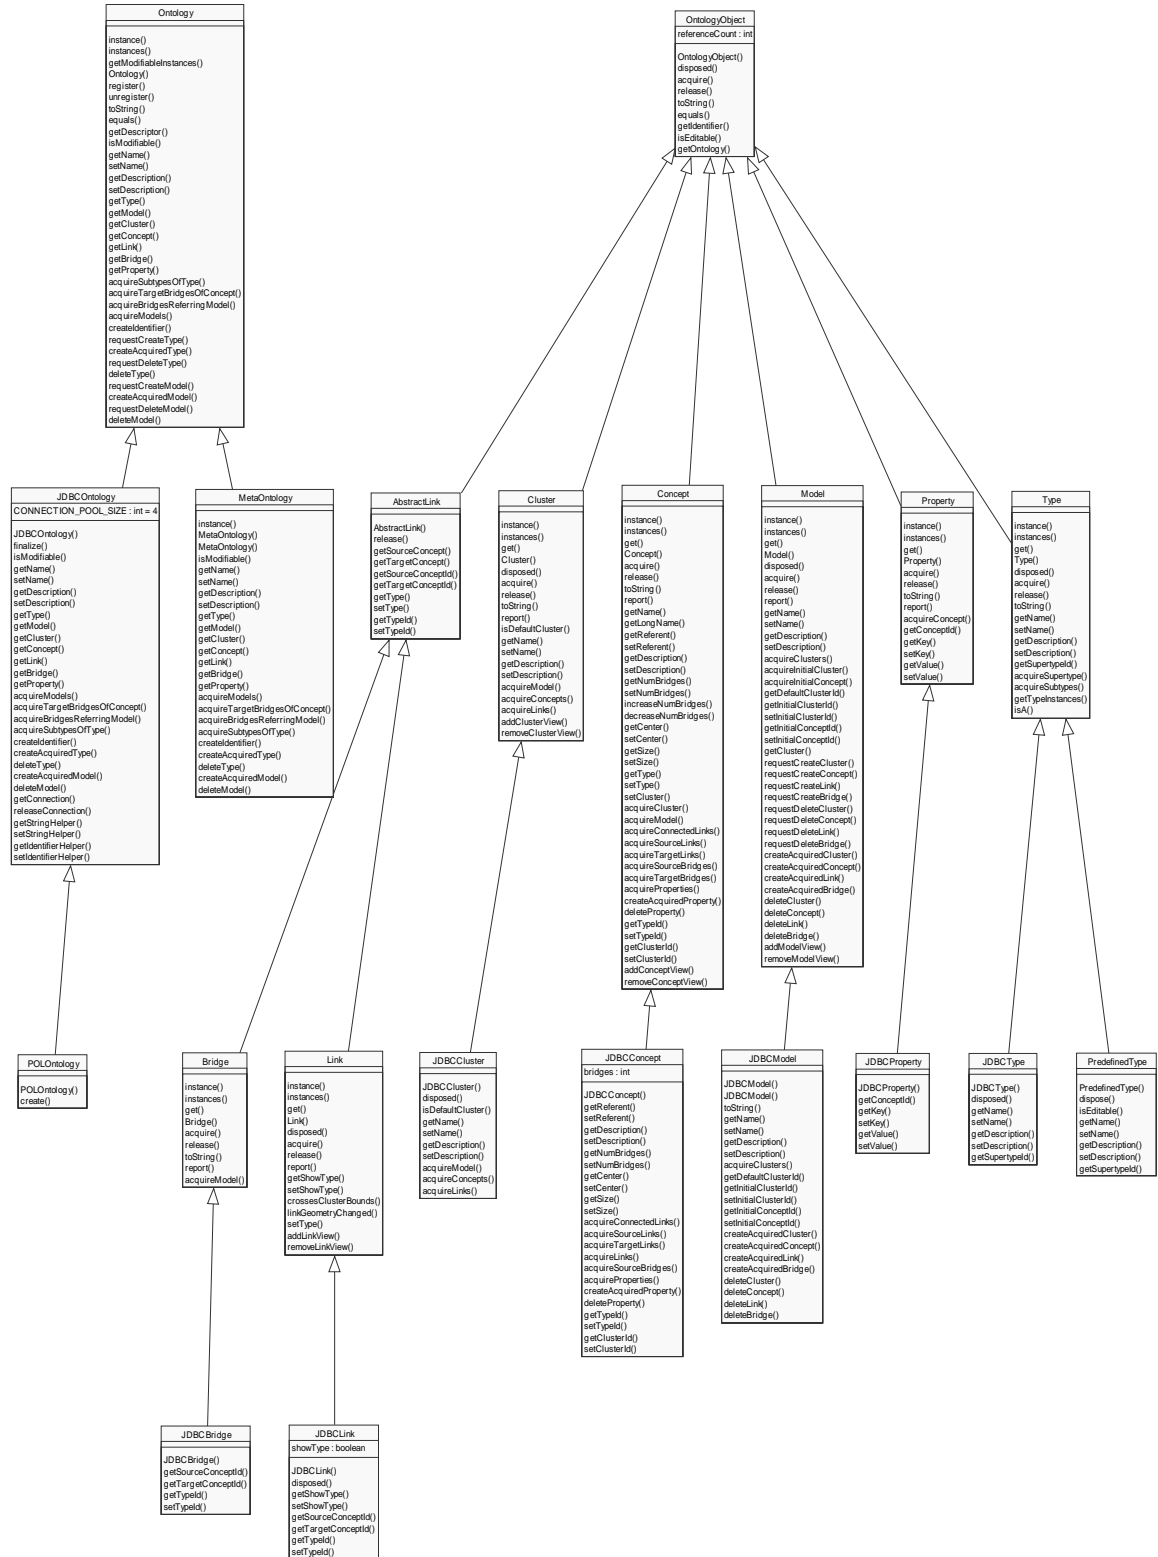 Ontology
instance()
instances()
getModifiableInstances()
Ontology()
register()
unregister()
toString()
equals()
getDescriptor()
isModifiable()
getName()
setName()
getDescription()
setDescription()
getType()
getModel()
getCluster()
getConcept()
getLink()
getBridge()
getProperty()
acquireSubtypesOfType()
acquireTargetBridgesOfConcept()
acquireBridgesReferringModel()
acquireModels()
createIdentifier()
requestCreateType()
createAcquiredType()
requestDeleteType()
deleteType()
requestCreateModel()
createAcquiredModel()
requestDeleteModel()
deleteModel()
OntologyObject
referenceCount : int
OntologyObject()
disposed()
acquire()
release()
toString()
equals()
getIdentifier()
isEditable()
getOntology()
JDBCOntology
CONNECTION_POOL_SIZE : int = 4
JDBCOntology()
finalize()
isModifiable()
getName()
setName()
getDescription()
setDescription()
getType()
getModel()
getCluster()
getConcept()
getLink()
getBridge()
getProperty()
acquireModels()
acquireTargetBridgesOfConcept()
acquireBridgesReferringModel()
acquireSubtypesOfType()
createIdentifier()
createAcquiredType()
deleteType()
createAcquiredModel()
deleteModel()
getConnection()
releaseConnection()
getStringHelper()
setStringHelper()
getIdentifierHelper()
setIdentifierHelper()
MetaOntology
instance()
MetaOntology()
MetaOntology()
isModifiable()
getName()
setName()
getDescription()
setDescription()
getType()
getModel()
getCluster()
getConcept()
getLink()
getBridge()
getProperty()
acquireModels()
acquireTargetBridgesOfConcept()
acquireBridgesReferringModel()
acquireSubtypesOfType()
createIdentifier()
createAcquiredType()
deleteType()
createAcquiredModel()
deleteModel()
AbstractLink
AbstractLink()
release()
getSourceConcept()
getTargetConcept()
getSourceConceptId()
getTargetConceptId()
getType()
setType()
getTypeId()
setTypeId()
Cluster
instance()
instances()
get()
Cluster()
disposed()
acquire()
release()
toString()
report()
isDefaultCluster()
getName()
setName()
getDescription()
setDescription()
acquireModel()
acquireConcepts()
acquireLinks()
addClusterView()
removeClusterView()
Concept
instance()
instances()
get()
Concept()
acquire()
release()
toString()
report()
getName()
getLongName()
getReferent()
setReferent()
getDescription()
setDescription()
getNumBridges()
setNumBridges()
increaseNumBridges()
decreaseNumBridges()
getCenter()
setCenter()
getSize()
setSize()
getType()
setType()
setCluster()
acquireCluster()
acquireModel()
acquireConnectedLinks()
acquireSourceLinks()
acquireTargetLinks()
acquireSourceBridges()
acquireTargetBridges()
acquireProperties()
createAcquiredProperty()
deleteProperty()
getTypeId()
setTypeId()
getClusterId()
setClusterId()
addConceptView()
removeConceptView()
Model
instance()
instances()
get()
Model()
disposed()
acquire()
release()
report()
getName()
setName()
getDescription()
setDescription()
acquireClusters()
acquireInitialCluster()
acquireInitialConcept()
getDefaultClusterId()
getInitialClusterId()
setInitialClusterId()
getInitialConceptId()
setInitialConceptId()
getCluster()
requestCreateCluster()
requestCreateConcept()
requestCreateLink()
requestCreateBridge()
requestDeleteCluster()
requestDeleteConcept()
requestDeleteLink()
requestDeleteBridge()
createAcquiredCluster()
createAcquiredConcept()
createAcquiredLink()
createAcquiredBridge()
deleteCluster()
deleteConcept()
deleteLink()
deleteBridge()
addModelView()
removeModelView()
Property
instance()
instances()
get()
Property()
acquire()
release()
toString()
report()
acquireConcept()
getConceptId()
getKey()
setKey()
getValue()
setValue()
Type
instance()
instances()
get()
Type()
disposed()
acquire()
release()
toString()
getName()
setName()
getDescription()
setDescription()
getSupertypeId()
acquireSupertype()
acquireSubtypes()
getTypeInstances()
isA()
POLOntology
POLOntology()
create()
Bridge
instance()
instances()
get()
Bridge()
acquire()
release()
toString()
report()
acquireModel()
Link
instance()
instances()
get()
Link()
disposed()
acquire()
release()
report()
getShowType()
setShowType()
crossesClusterBounds()
linkGeometryChanged()
setType()
addLinkView()
removeLinkView()
JDBCCluster
JDBCCluster()
disposed()
isDefaultCluster()
getName()
setName()
getDescription()
setDescription()
acquireModel()
acquireConcepts()
acquireLinks()
JDBCConcept
bridges : int
JDBCConcept()
getReferent()
setReferent()
getDescription()
setDescription()
getNumBridges()
setNumBridges()
getCenter()
setCenter()
getSize()
setSize()
acquireConnectedLinks()
acquireSourceLinks()
acquireTargetLinks()
acquireLinks()
acquireSourceBridges()
acquireProperties()
createAcquiredProperty()
deleteProperty()
getTypeId()
setTypeId()
getClusterId()
setClusterId()
JDBCModel
JDBCModel()
JDBCModel()
toString()
getName()
setName()
getDescription()
setDescription()
acquireClusters()
getDefaultClusterId()
getInitialClusterId()
setInitialClusterId()
getInitialConceptId()
setInitialConceptId()
createAcquiredCluster()
createAcquiredConcept()
createAcquiredLink()
createAcquiredBridge()
deleteCluster()
deleteConcept()
deleteLink()
deleteBridge()
JDBCProperty
JDBCProperty()
getConceptId()
getKey()
setKey()
getValue()
setValue()
JDBCType
JDBCType()
disposed()
getName()
setName()
getDescription()
setDescription()
getSupertypeId()
PredefinedType
PredefinedType()
dispose()
isEditable()
getName()
setName()
getDescription()
setDescription()
getSupertypeId()
JDBCBridge
JDBCBridge()
getSourceConceptId()
getTargetConceptId()
getTypeId()
setTypeId()
JDBCLink
showType : boolean
JDBCLink()
disposed()
getShowType()
setShowType()
getSourceConceptId()
getTargetConceptId()
getTypeId()
setTypeId()